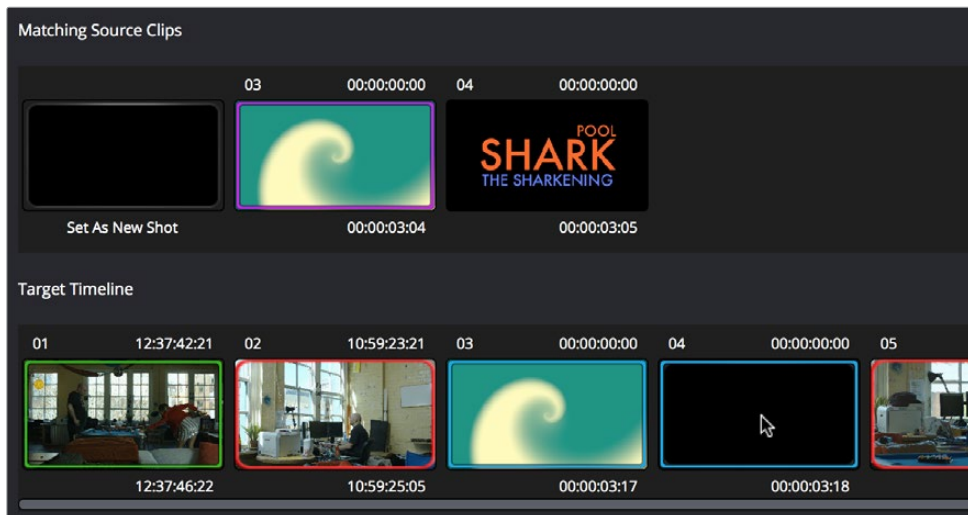 Matching Source Clips
03 00:00:00:00 04 00:00:00:00
POOL
SHARK
THE SHARKENING
Set As New Shot 00:00:03:04 00:00:03:05
Target Timeline
01 12:37:42:21 02 10:59:23:21 03 00:00:00:00 04 00:00:00:00 05
12:37:46:22 10:59:25:05 00:00:03:17 00:00:03:18